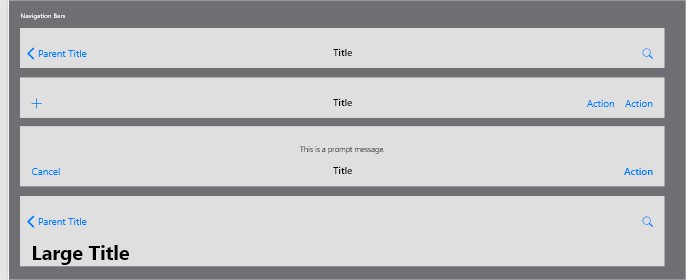 Navigation Bars
Parent Title Title
+ Title Action Action
This is a prompt message.
Cancel Title Action
Parent Title
Large Title